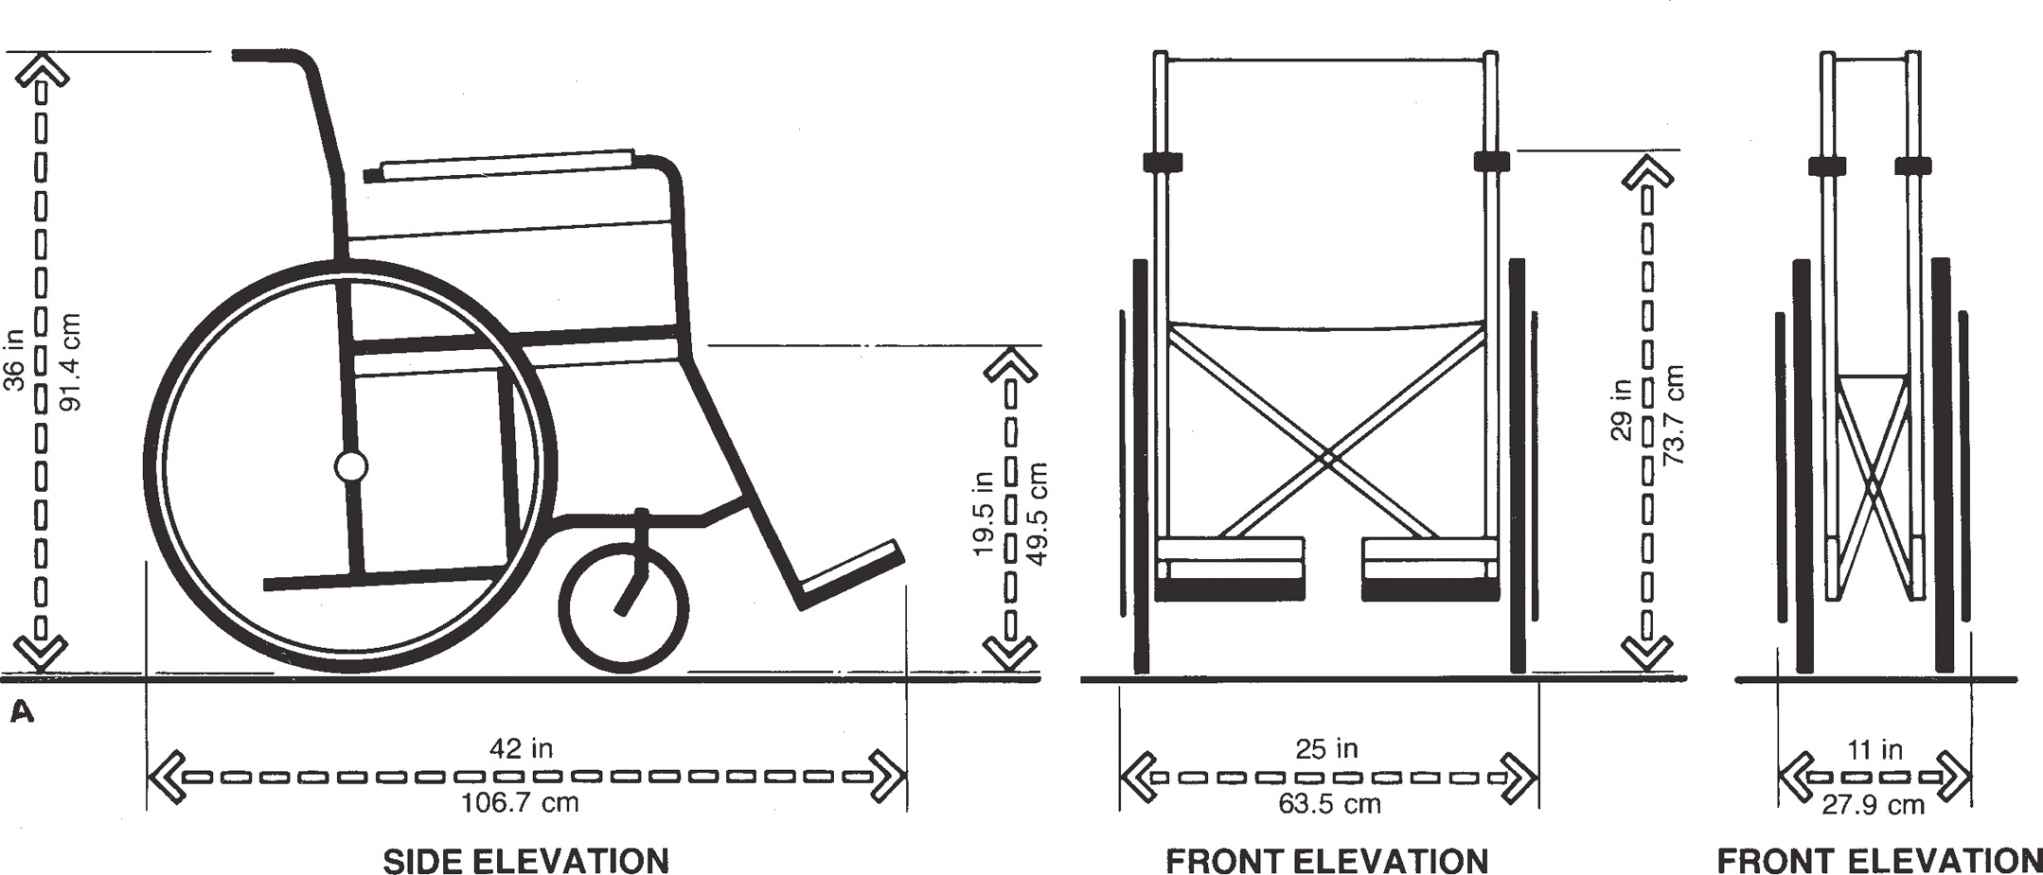 36 in
91.4 cm
19.5 in
49.5 cm
29 in
73.7 cm
A
42 in
106.7 cm
25 in
63.5 cm
11 in
27.9 cm
SIDE ELEVATION
FRONT ELEVATION
FRONT ELEVATION